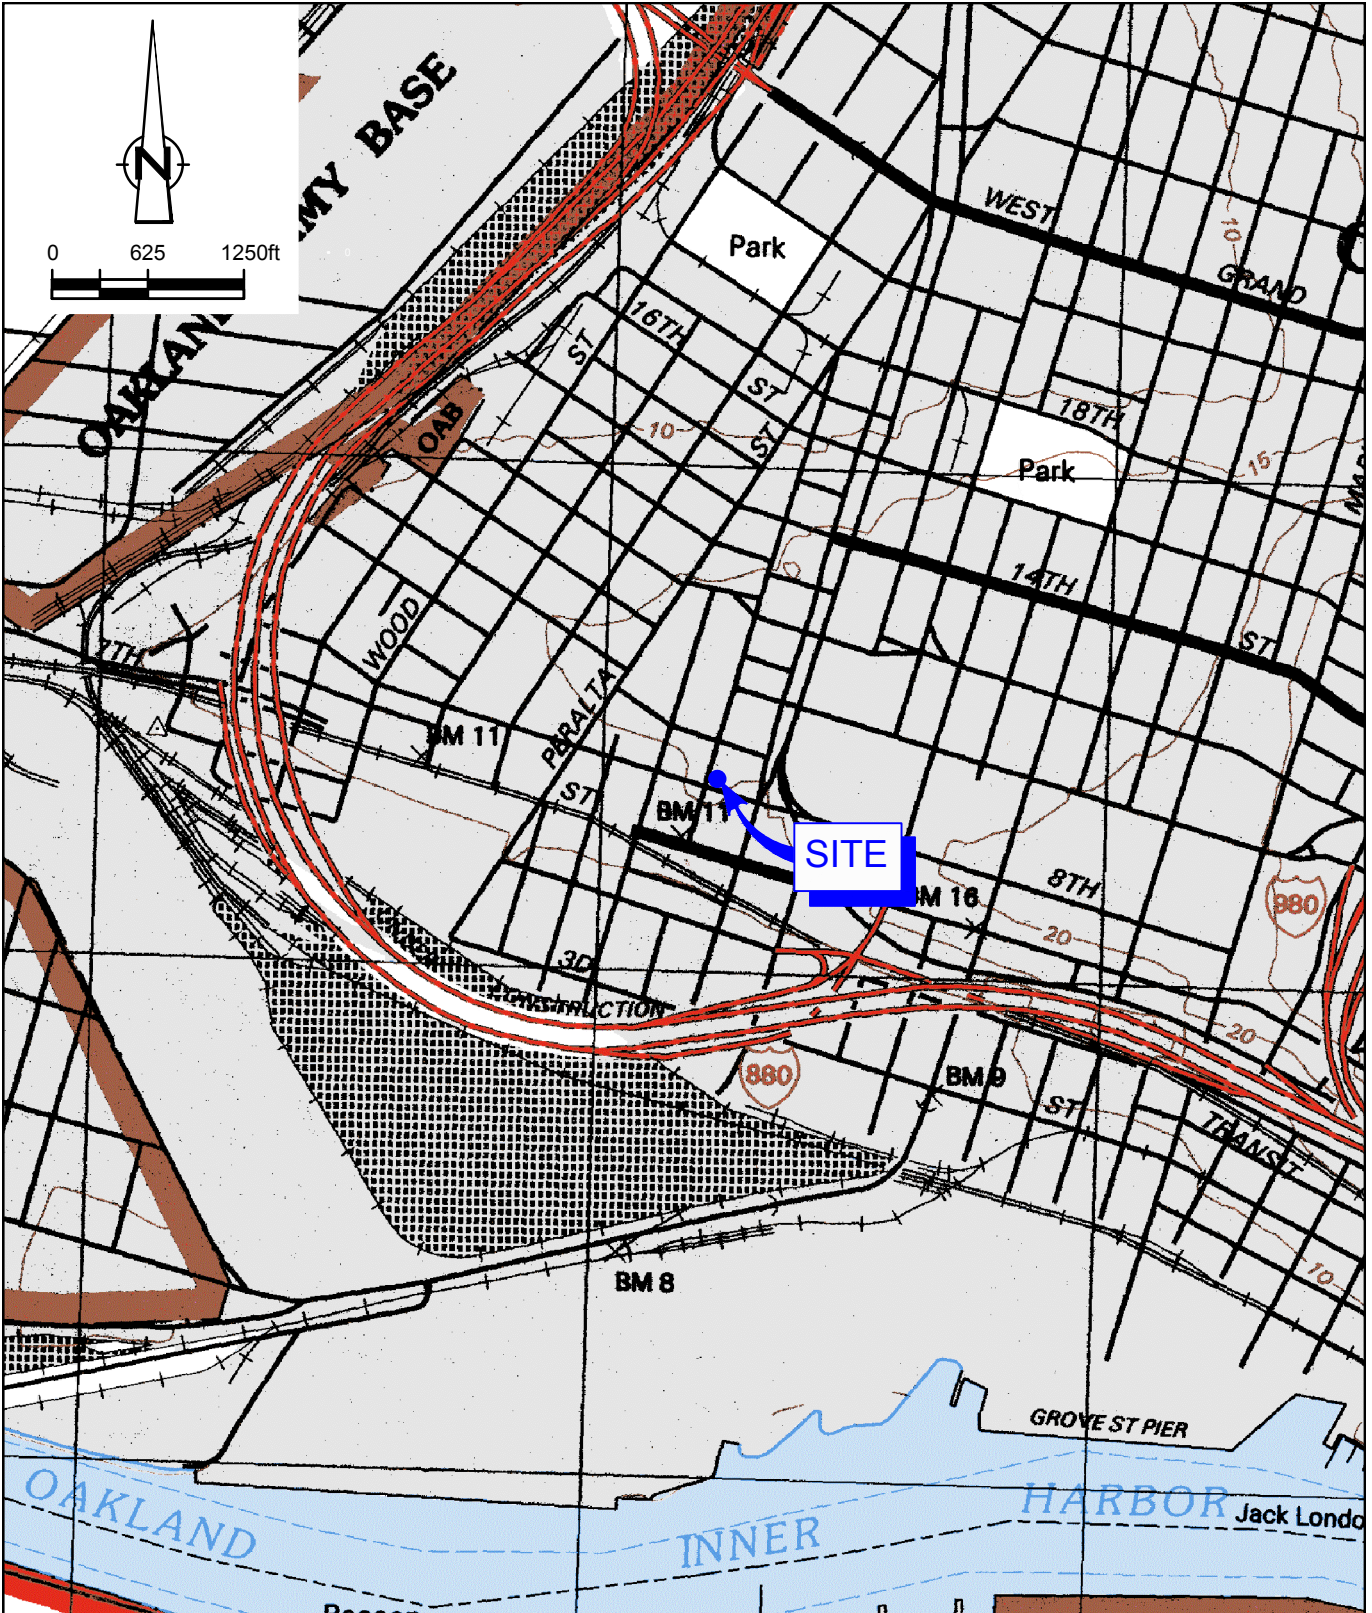 N
0 625 1250ft
OAKLAND ARMY BASE
WEST
GRAND
10
Park
16TH
ST
ST
ST
18TH
10
OAB
Park
15
14TH
ST
WOOD
7TH
PERALTA
BM 11
ST
BM 11
SITE
8TH
980
BM 16
20
3D
CONSTRUCTION
20
880
BM 9
ST
TRANSIT
10
BM 8
GROVE ST PIER
OAKLAND
INNER
HARBOR
Jack Londo